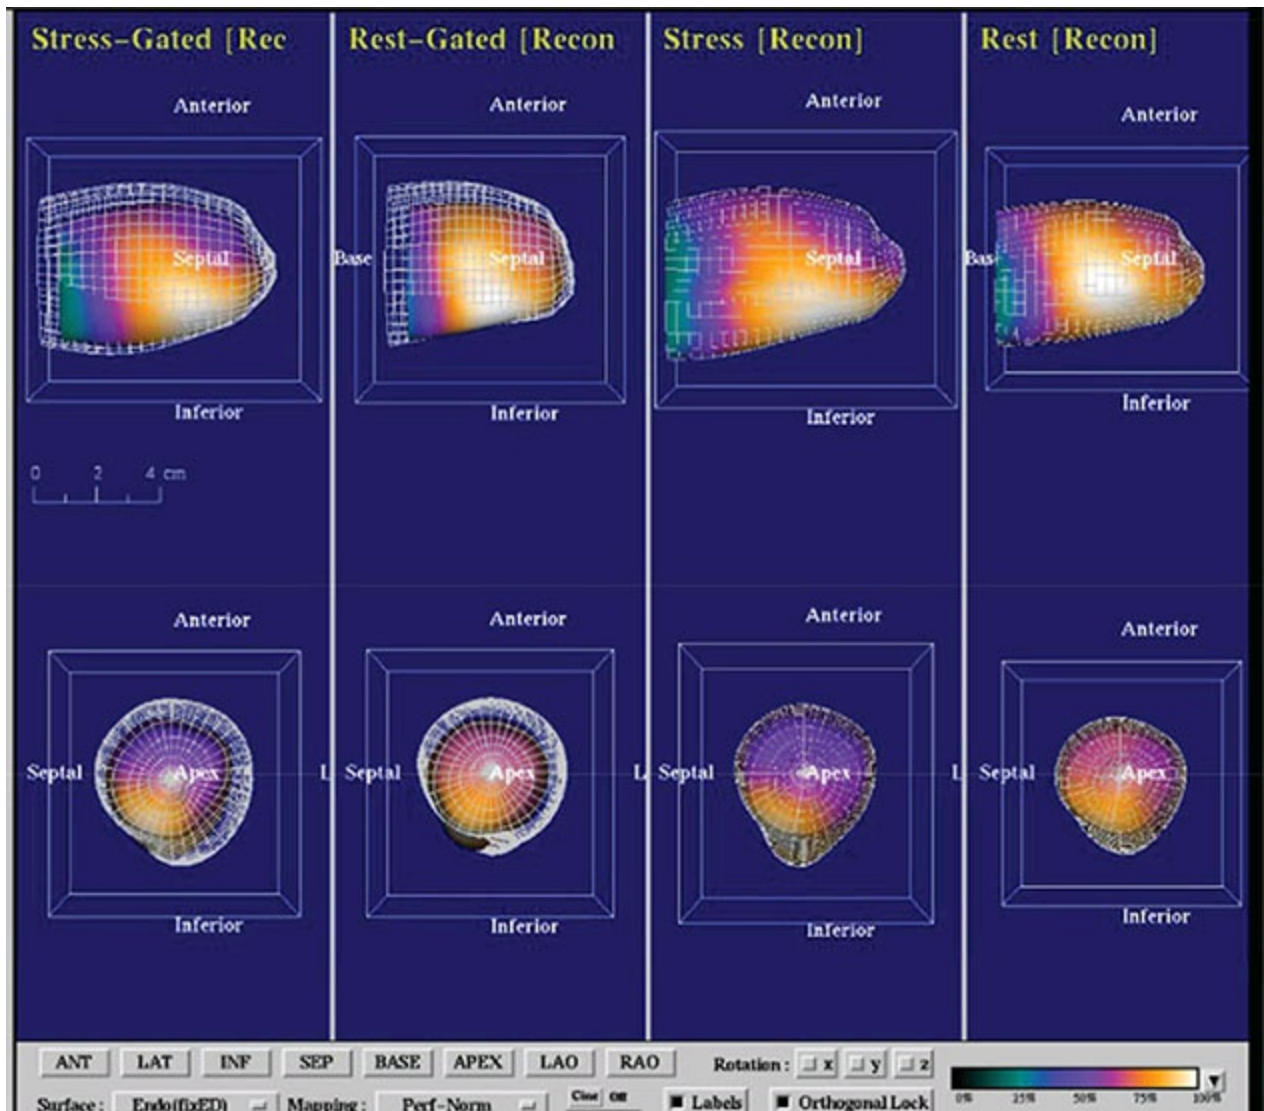 Stress-Gated [Rec
Rest-Gated [Recon
Stress [Recon]
Rest [Recon]
Anterior
Anterior
Anterior
Anterior
Septal
Base
Septal
Septal
Bas
Septal
Inferior
Inferior
Inferior
Inferior
0 2 4 cm
Anterior
Anterior
Anterior
Anterior
Septal
Apex
L
Septal
Apex
L
Septal
Apex
L
Septal
Apex
Inferior
Inferior
Inferior
Inferior
ANT LAT INF SEP BASE APEX LAO RAO Rotation: x y z
0% 25% 50% 75% 100%
Surface: Endo(fixED) Mapping: Perf-Norm Cine Off Labels Orthogonal Lock